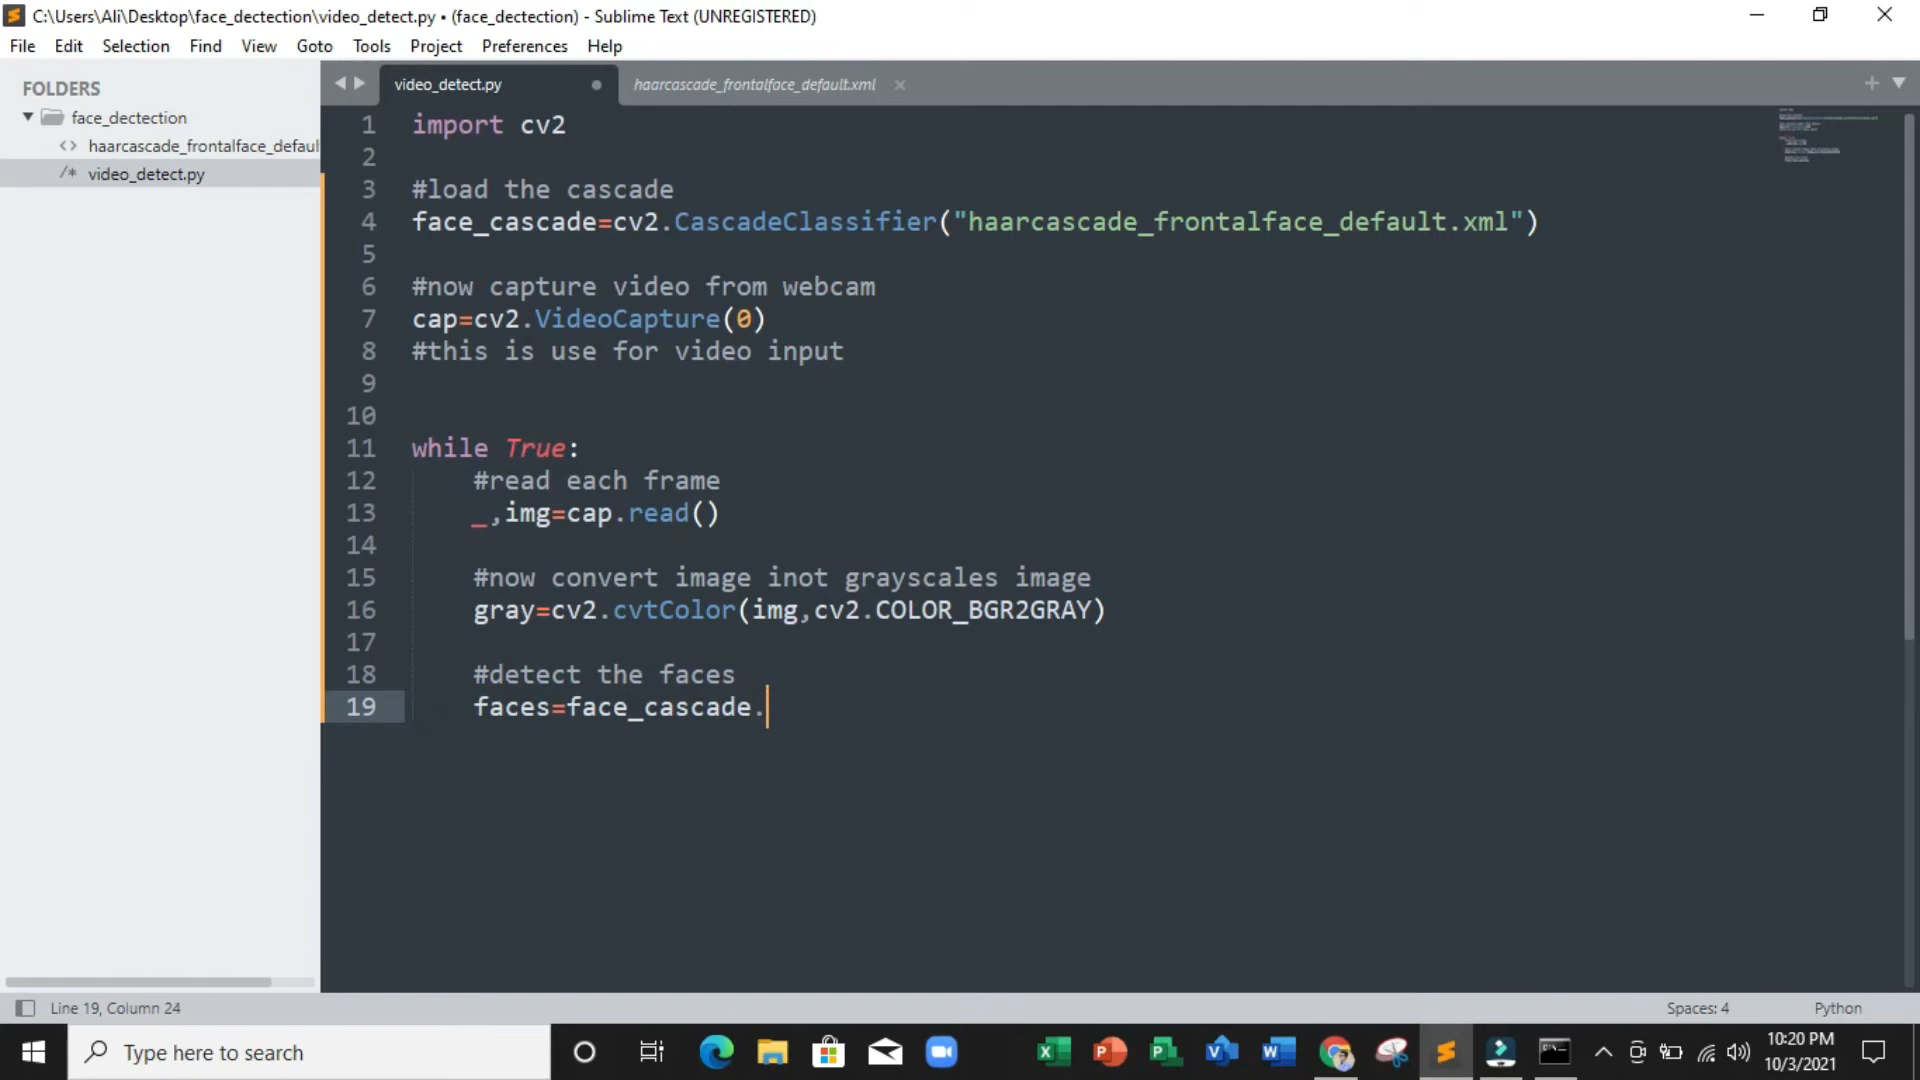 C:\Users\Ali\Desktop\face_dectection\video_detect.py • (face_dectection) - Sublime Text (UNREGISTERED)
File Edit Selection Find View Goto Tools Project Preferences Help
FOLDERS
face_dectection
haarcascade_frontalface_defaul
video_detect.py
video_detect.py
haarcascade_frontalface_default.xml
1 import cv2
2
3 #load the cascade
4 face_cascade=cv2.CascadeClassifier("haarcascade_frontalface_default.xml")
5
6 #now capture video from webcam
7 cap=cv2.VideoCapture(0)
8 #this is use for video input
9
10
11 while True:
12 #read each frame
13 _,img=cap.read()
14
15 #now convert image inot grayscales image
16 gray=cv2.cvtColor(img,cv2.COLOR_BGR2GRAY)
17
18 #detect the faces
19 faces=face_cascade.
Line 19, Column 24
Spaces: 4
Python
Type here to search
10:20 PM
10/3/2021